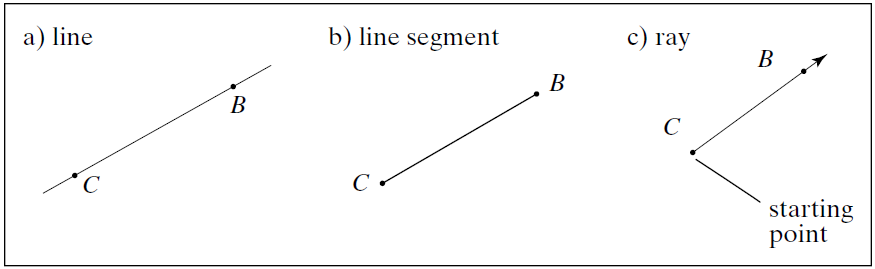 a) line
b) line segment
c) ray
B
C
B
C
B
C
starting
point